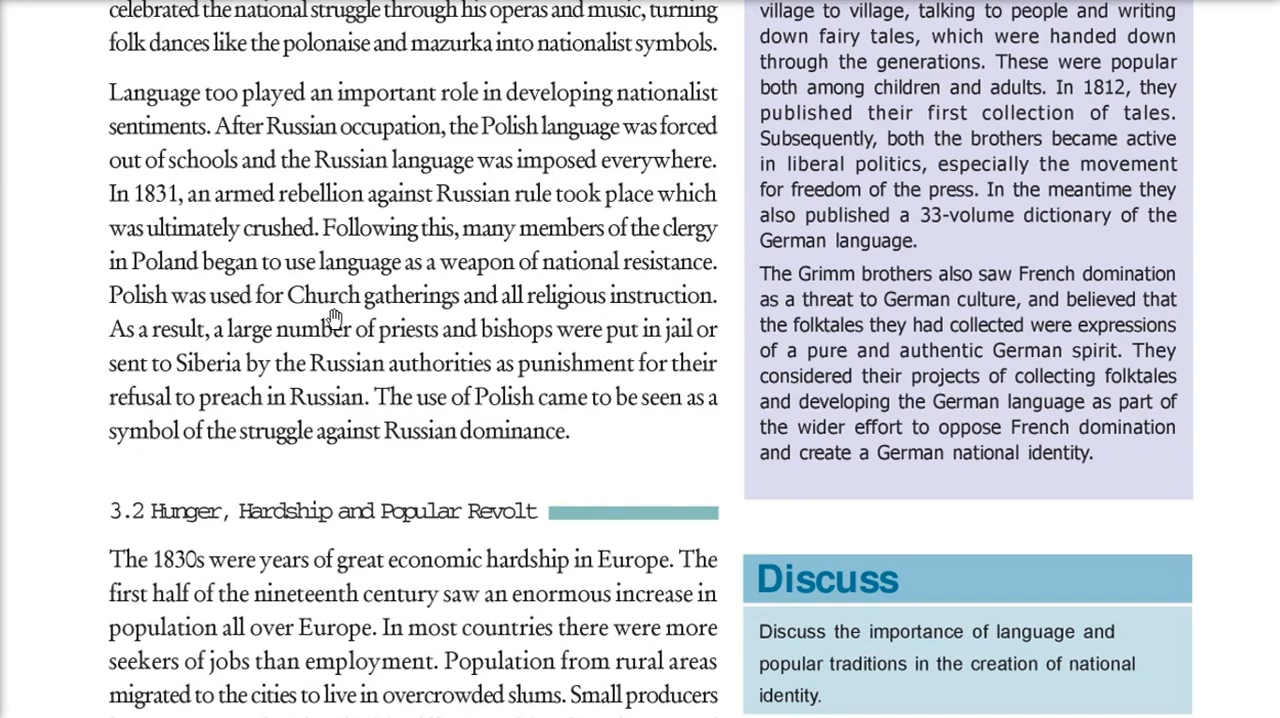 celebrated the national struggle through his operas and music, turning
folk dances like the polonaise and mazurka into nationalist symbols.
Language too played an important role in developing nationalist
sentiments. After Russian occupation, the Polish language was forced
out of schools and the Russian language was imposed everywhere.
In 1831, an armed rebellion against Russian rule took place which
was ultimately crushed. Following this, many members of the clergy
in Poland began to use language as a weapon of national resistance.
Polish was used for Church gatherings and all religious instruction.
As a result, a large number of priests and bishops were put in jail or
sent to Siberia by the Russian authorities as punishment for their
refusal to preach in Russian. The use of Polish came to be seen as a
symbol of the struggle against Russian dominance.
3.2 Hunger, Hardship and Popular Revolt
The 1830s were years of great economic hardship in Europe. The
first half of the nineteenth century saw an enormous increase in
population all over Europe. In most countries there were more
seekers of jobs than employment. Population from rural areas
migrated to the cities to live in overcrowded slums. Small producers
village to village, talking to people and writing
down fairy tales, which were handed down
through the generations. These were popular
both among children and adults. In 1812, they
published their first collection of tales.
Subsequently, both the brothers became active
in liberal politics, especially the movement
for freedom of the press. In the meantime they
also published a 33-volume dictionary of the
German language.
The Grimm brothers also saw French domination
as a threat to German culture, and believed that
the folktales they had collected were expressions
of a pure and authentic German spirit. They
considered their projects of collecting folktales
and developing the German language as part of
the wider effort to oppose French domination
and create a German national identity.
Discuss
Discuss the importance of language and
popular traditions in the creation of national
identity.